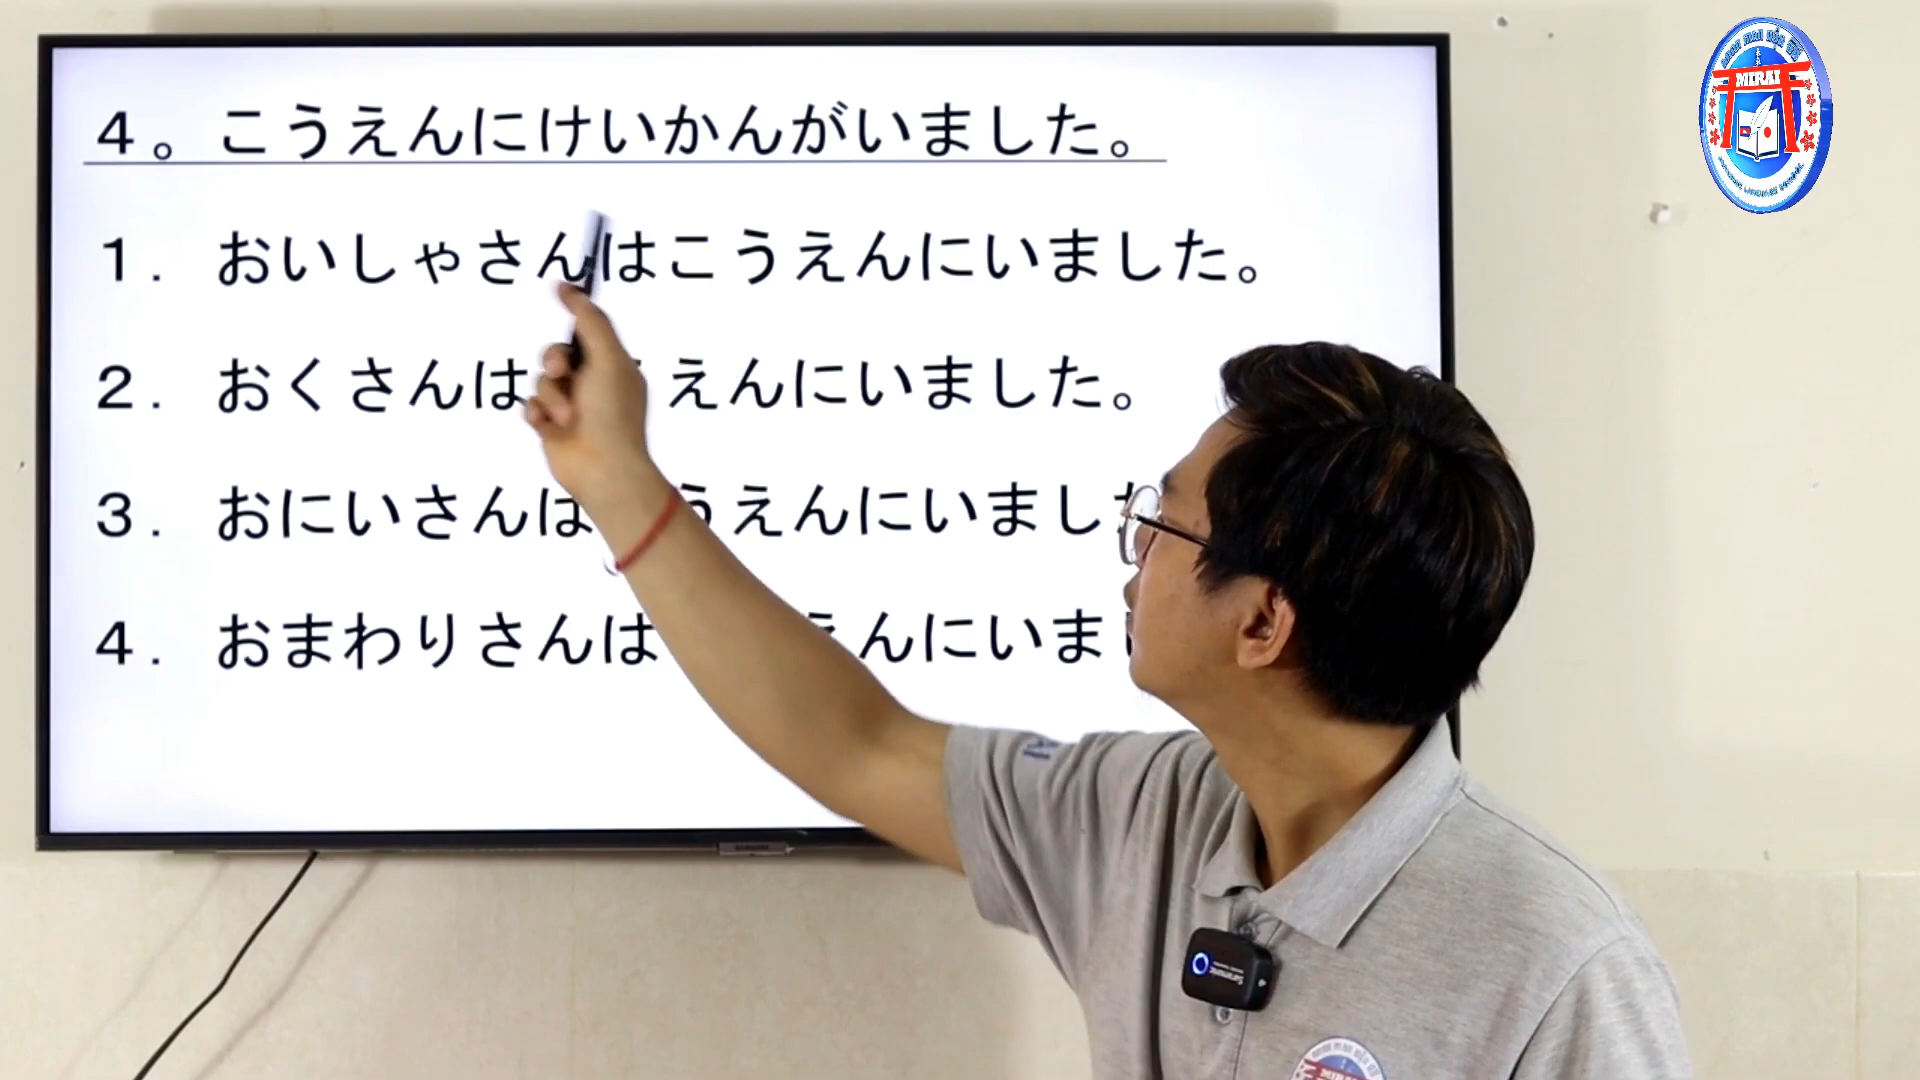 4。こうえんにけいかんがいました。
1. おいしゃさんはこうえんにいました。
2. おくさんは えんにいました。
3. おにいさんは うえんにいまし
4. おまわりさんは えんにいまし
MIRAI